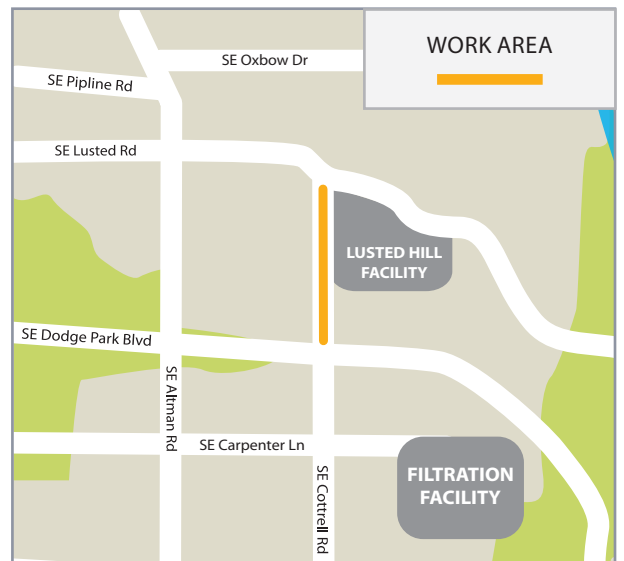 WORK AREA
SE Oxbow Dr
SE Pipline Rd
SE Lusted Rd
LUSTED HILL
FACILITY
SE Dodge Park Blvd
SE Altman Rd
SE Carpenter Ln
SE Cottrell Rd
FILTRATION
FACILITY